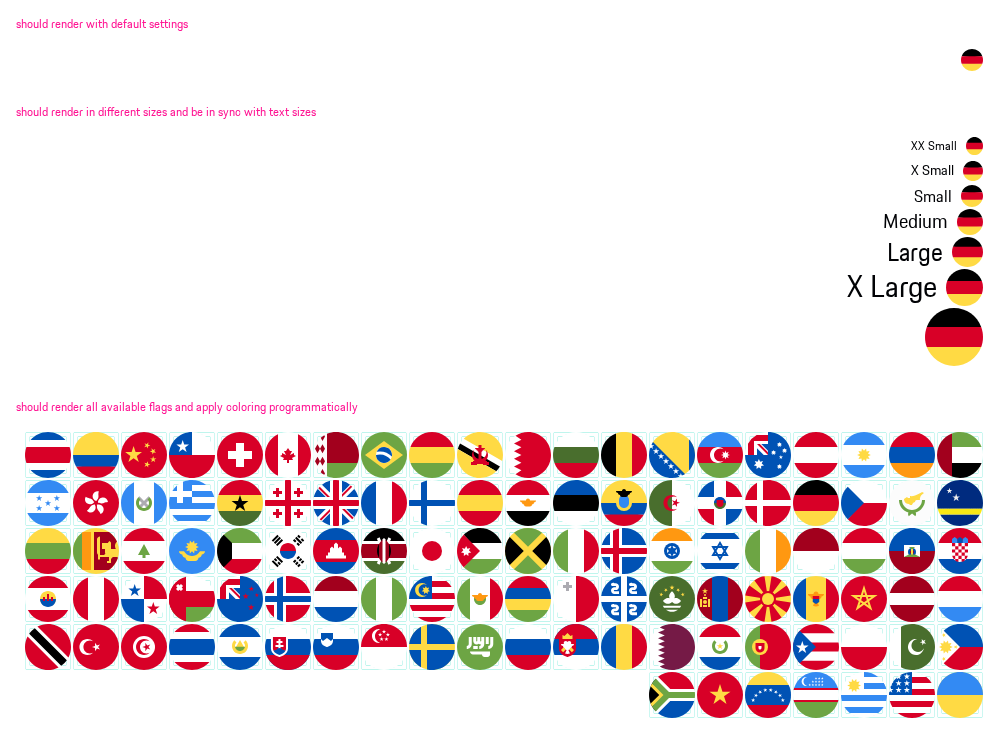 should render with default settings
should render in different sizes and be in sync with text sizes
XX Small
X Small
Small
Medium
Large
X Large
should render all available flags and apply coloring programmatically